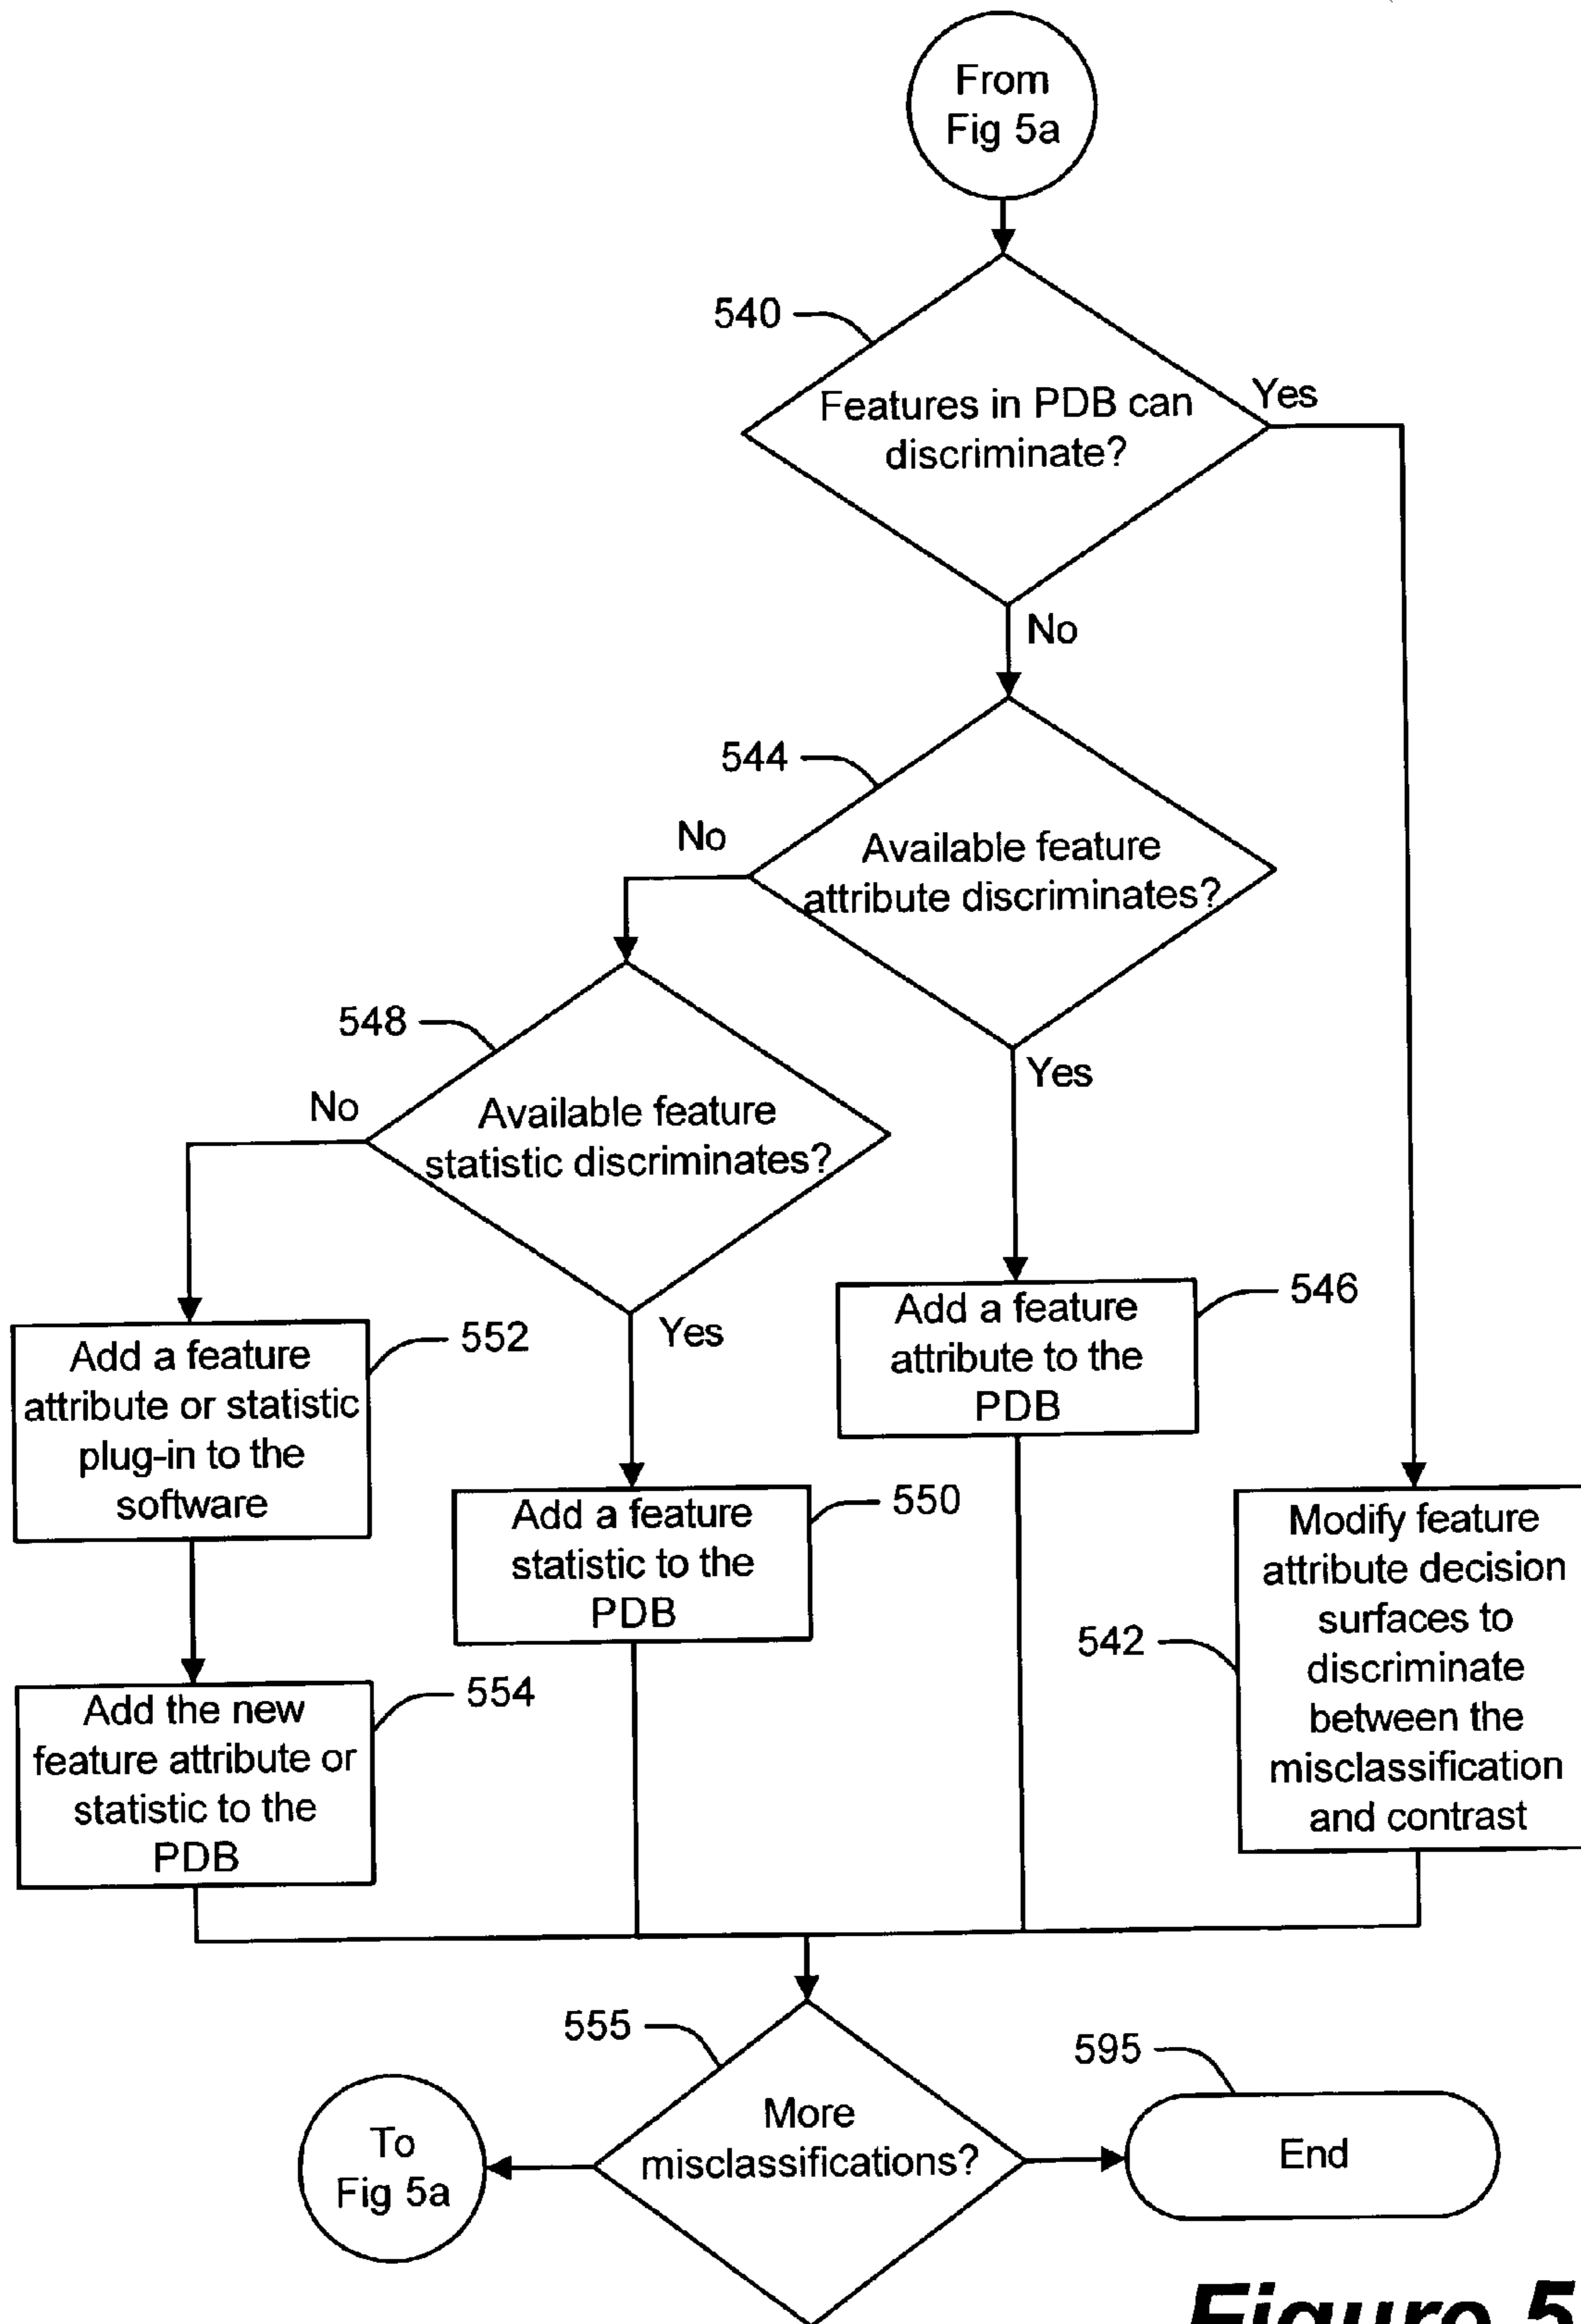 From
Fig 5a
540
Features in PDB can
discriminate?
Yes
No
544
Available feature
attribute discriminates?
No
Yes
548
Available feature
statistic discriminates?
No
Yes
546
Add a feature
attribute to the
PDB
552
Add a feature
attribute or statistic
plug-in to the
software
550
Add a feature
statistic to the
PDB
542
Modify feature
attribute decision
surfaces to
discriminate
between the
misclassification
and contrast
554
Add the new
feature attribute or
statistic to the
PDB
555
More
misclassifications?
To
Fig 5a
595
End
Figure 5